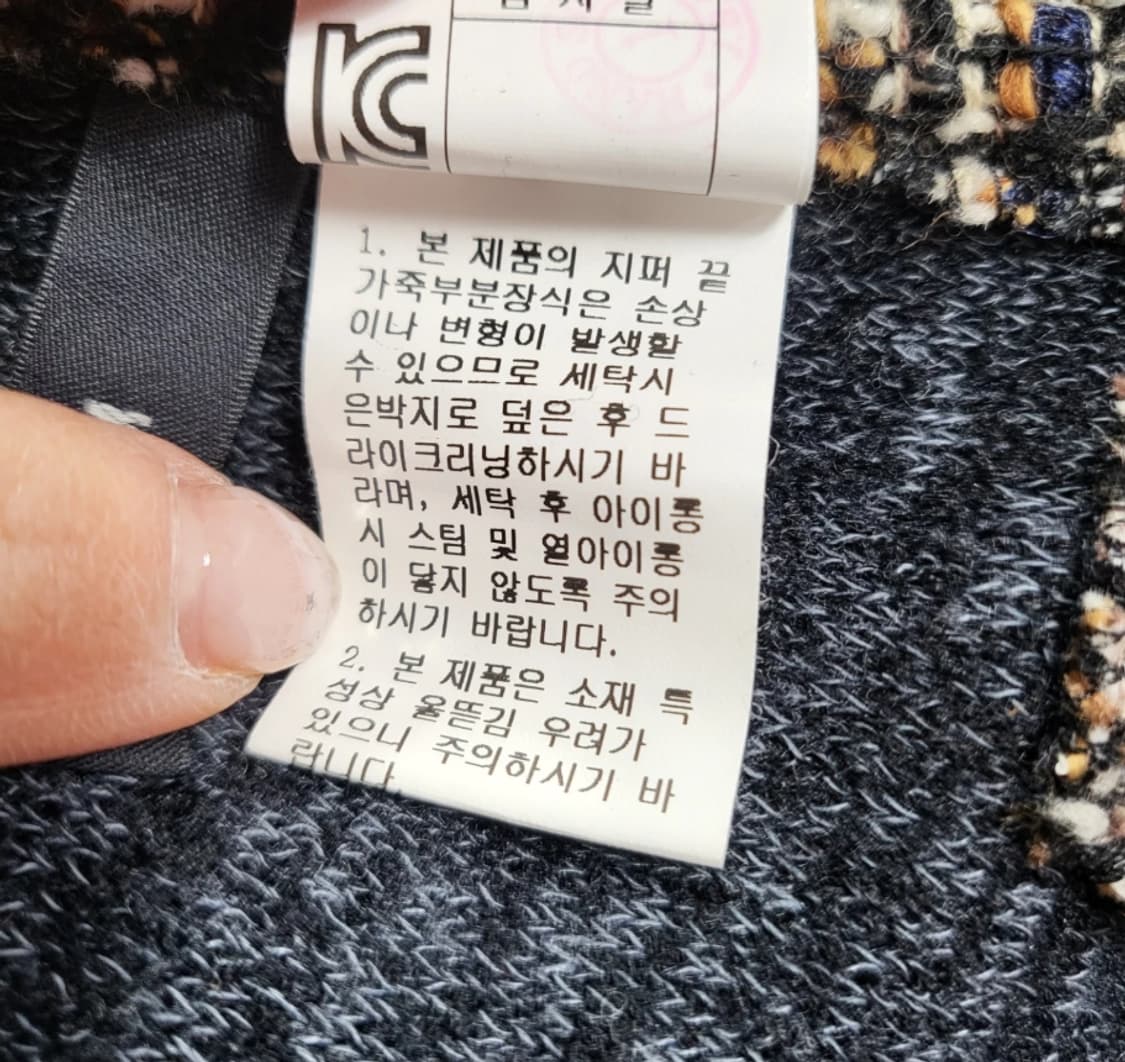 KC
1. 본 제품의 지퍼 끝
가죽부분장식은 손상
이나 변형이 발생할
수 있으므로 세탁시
은박지로 덮은 후 드
라이크리닝하시기 바
라며, 세탁 후 아이롱
시 스팀 및 열아이롱
이 닿지 않도록 주의
하시기 바랍니다.
2. 본 제품은 소재 특
성상 올뜯김 우려가
있으니 주의하시기 바
랍니다.